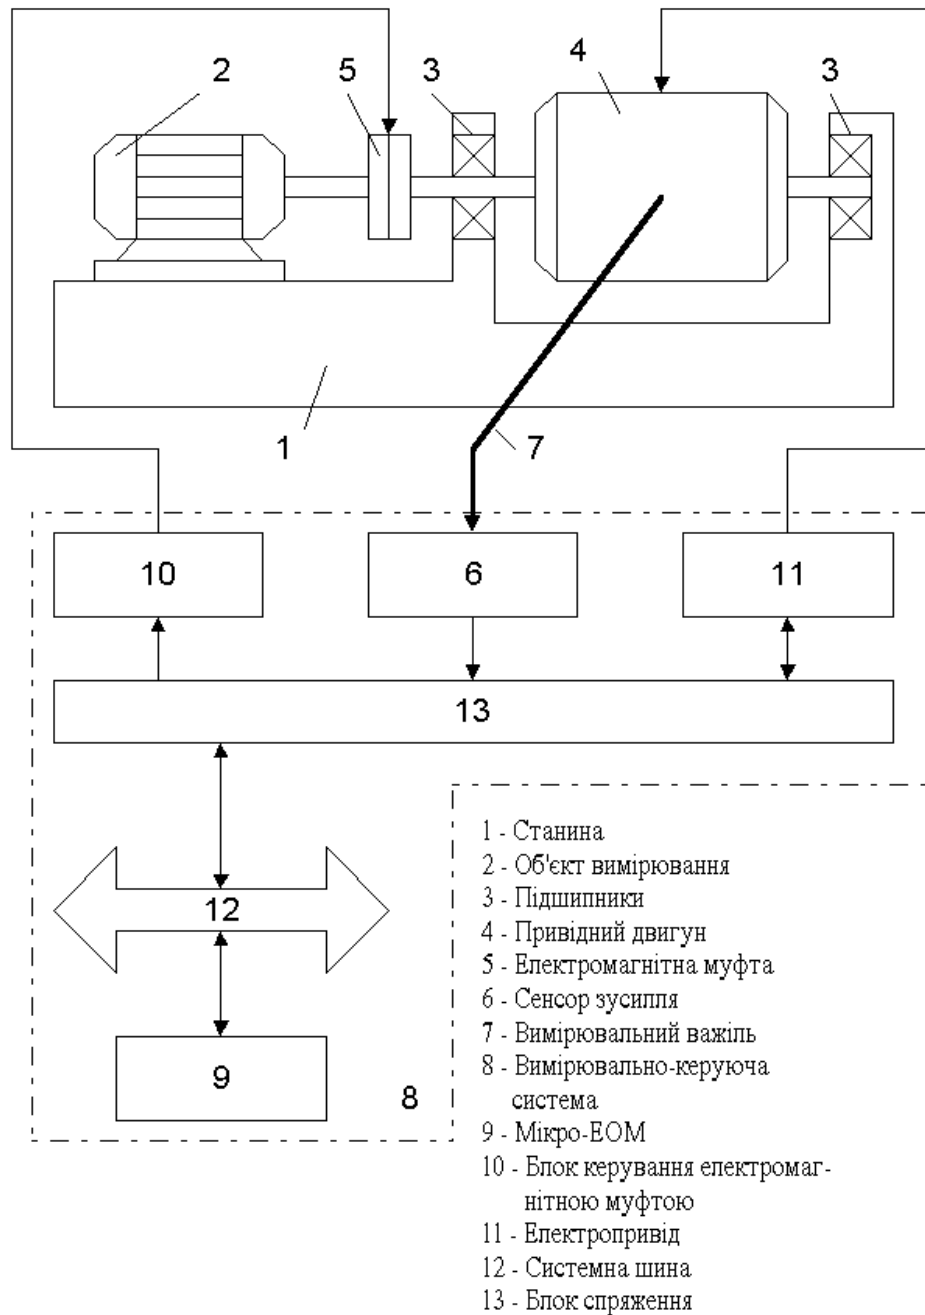 2
5
3
4
3
1
7
10
6
11
13
12
9
8
1 - Станина
2 - Об'єкт вимірювання
3 - Підшипники
4 - Привідний двигун
5 - Електромагнітна муфта
6 - Сенсор зусилля
7 - Вимірювальний важіль
8 - Вимірювально-керуюча
система
9 - Мікро-ЕОМ
10 - Блок керування електромаг-
нітною муфтою
11 - Електропривід
12 - Системна шина
13 - Блок спряження